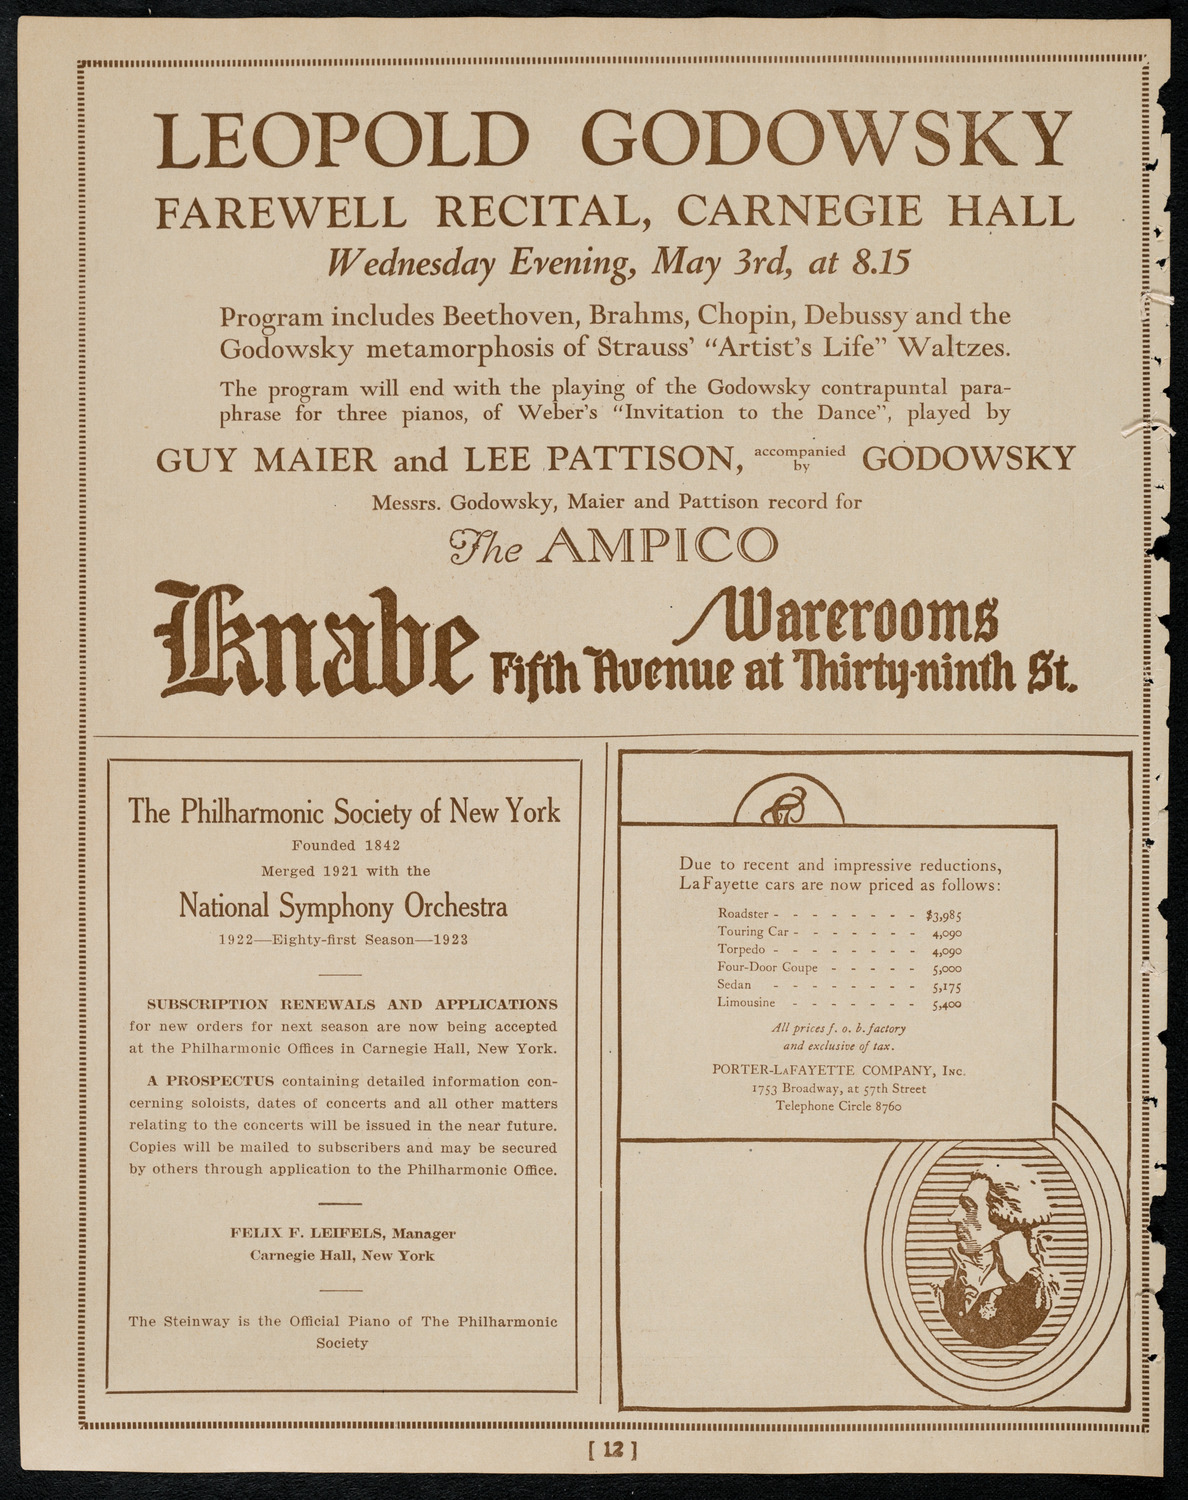 LEOPOLD GODOWSKY
FAREWELL RECITAL, CARNEGIE HALL
Wednesday Evening, May 3rd, at 8.15
Program includes Beethoven, Brahms, Chopin, Debussy and the
Godowsky metamorphosis of Strauss' "Artist's Life" Waltzes.
The program will end with the playing of the Godowsky contrapuntal para-
phrase for three pianos, of Weber's "Invitation to the Dance", played by
GUY MAIER and LEE PATTISON, accompanied by GODOWSKY
Messrs. Godowsky, Maier and Pattison record for
The AMPICO
Knabe Warerooms
Fifth Avenue at Thirty-ninth St.
The Philharmonic Society of New York
Founded 1842
Merged 1921 with the
National Symphony Orchestra
1922—Eighty-first Season—1923
SUBSCRIPTION RENEWALS AND APPLICATIONS
for new orders for next season are now being accepted
at the Philharmonic Offices in Carnegie Hall, New York.
A PROSPECTUS containing detailed information con-
cerning soloists, dates of concerts and all other matters
relating to the concerts will be issued in the near future.
Copies will be mailed to subscribers and may be secured
by others through application to the Philharmonic Office.
FELIX F. LEIFELS, Manager
Carnegie Hall, New York
The Steinway is the Official Piano of The Philharmonic
Society
Due to recent and impressive reductions,
LaFayette cars are now priced as follows:
Roadster - - - - - - - - $3,985
Touring Car - - - - - - - 4,090
Torpedo - - - - - - - - 4,090
Four-Door Coupe - - - - - 5,000
Sedan - - - - - - - - 5,175
Limousine - - - - - - - 5,400
All prices f. o. b. factory
and exclusive of tax.
PORTER-LAFAYETTE COMPANY, INC.
1753 Broadway, at 57th Street
Telephone Circle 8760
[ 12 ]